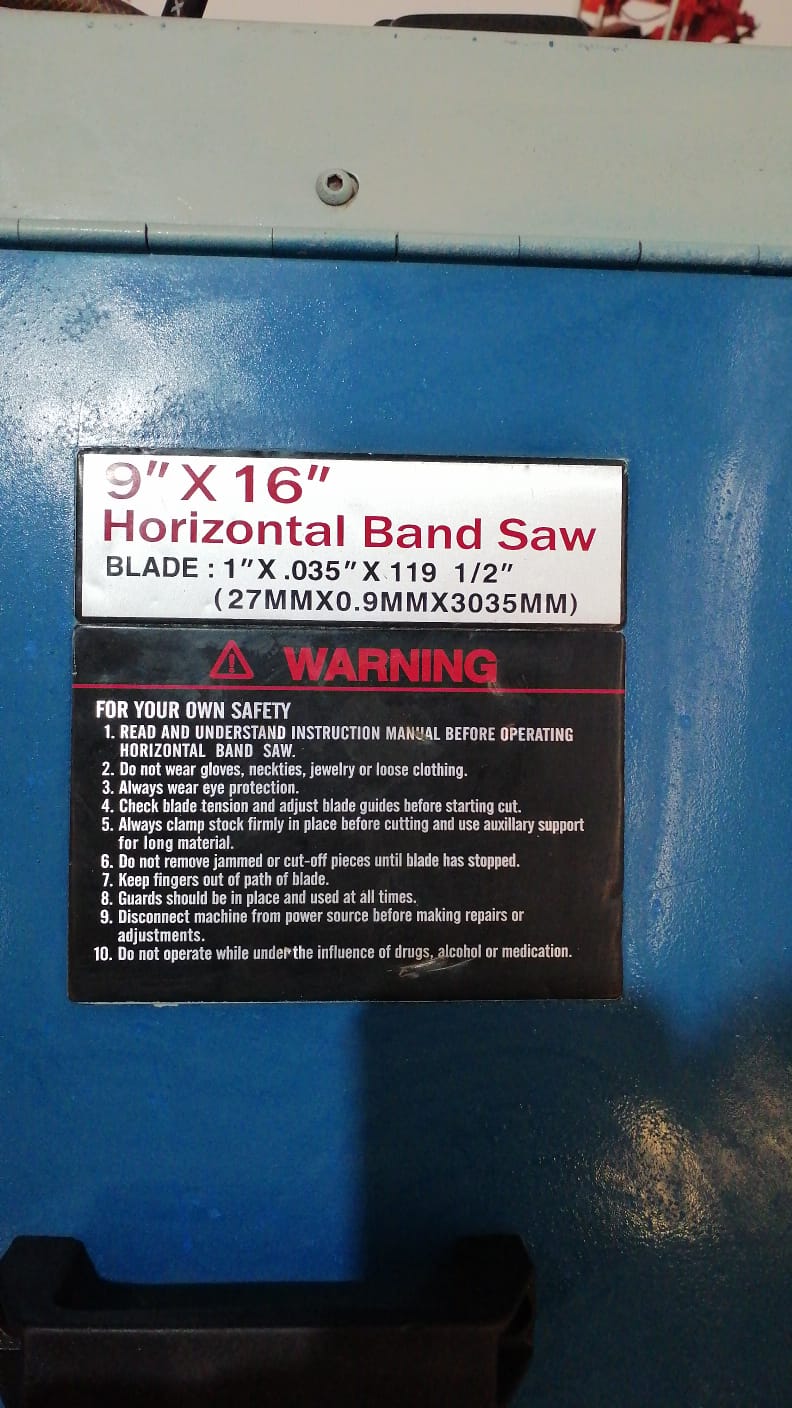 9" X 16"
Horizontal Band Saw
BLADE : 1" X .035" X 119 1/2"
(27MMX0.9MMX3035MM)
WARNING
FOR YOUR OWN SAFETY
1. READ AND UNDERSTAND INSTRUCTION MANUAL BEFORE OPERATING
HORIZONTAL BAND SAW.
2. Do not wear gloves, neckties, jewelry or loose clothing.
3. Always wear eye protection.
4. Check blade tension and adjust blade guides before starting cut.
5. Always clamp stock firmly in place before cutting and use auxillary support
for long material.
6. Do not remove jammed or cut-off pieces until blade has stopped.
7. Keep fingers out of path of blade.
8. Guards should be in place and used at all times.
9. Disconnect machine from power source before making repairs or
adjustments.
10. Do not operate while under the influence of drugs, alcohol or medication.